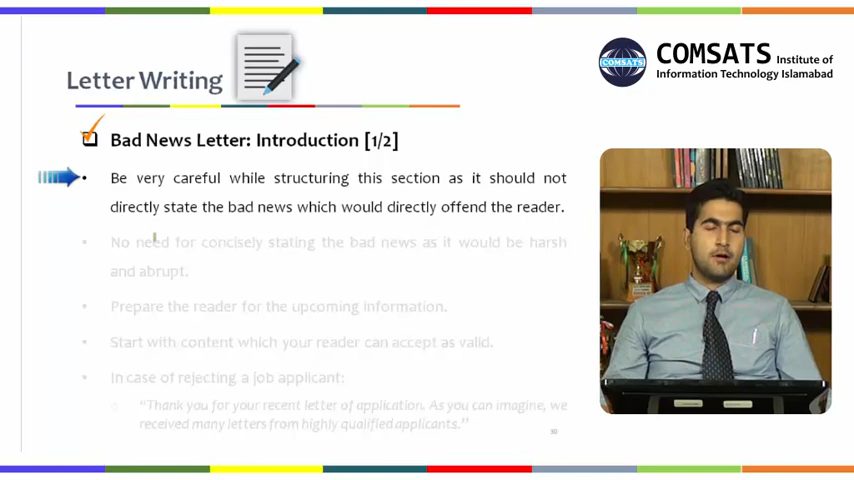 Letter Writing
COMSATS Institute of
Information Technology Islamabad
COMSATS
Bad News Letter: Introduction [1/2]
• Be very careful while structuring this section as it should not
directly state the bad news which would directly offend the reader.
• No need for concisely stating the bad news as it would be harsh
and abrupt.
• Prepare the reader for the upcoming information.
• Start with content which your reader can accept as valid.
• In case of rejecting a job applicant:
○ "Thank you for your recent letter of application. As you can imagine, we
received many letters from highly qualified applicants."
30